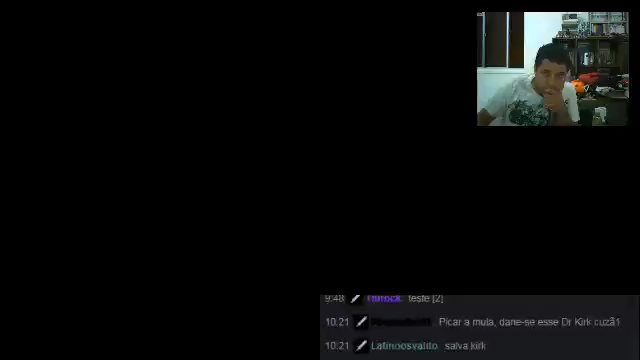 9:48 teste [2]
10:21 Picar a mula, dane-se esse Dr Kirk cuzã1
10:21 Latinoosvaldo: salva kirk